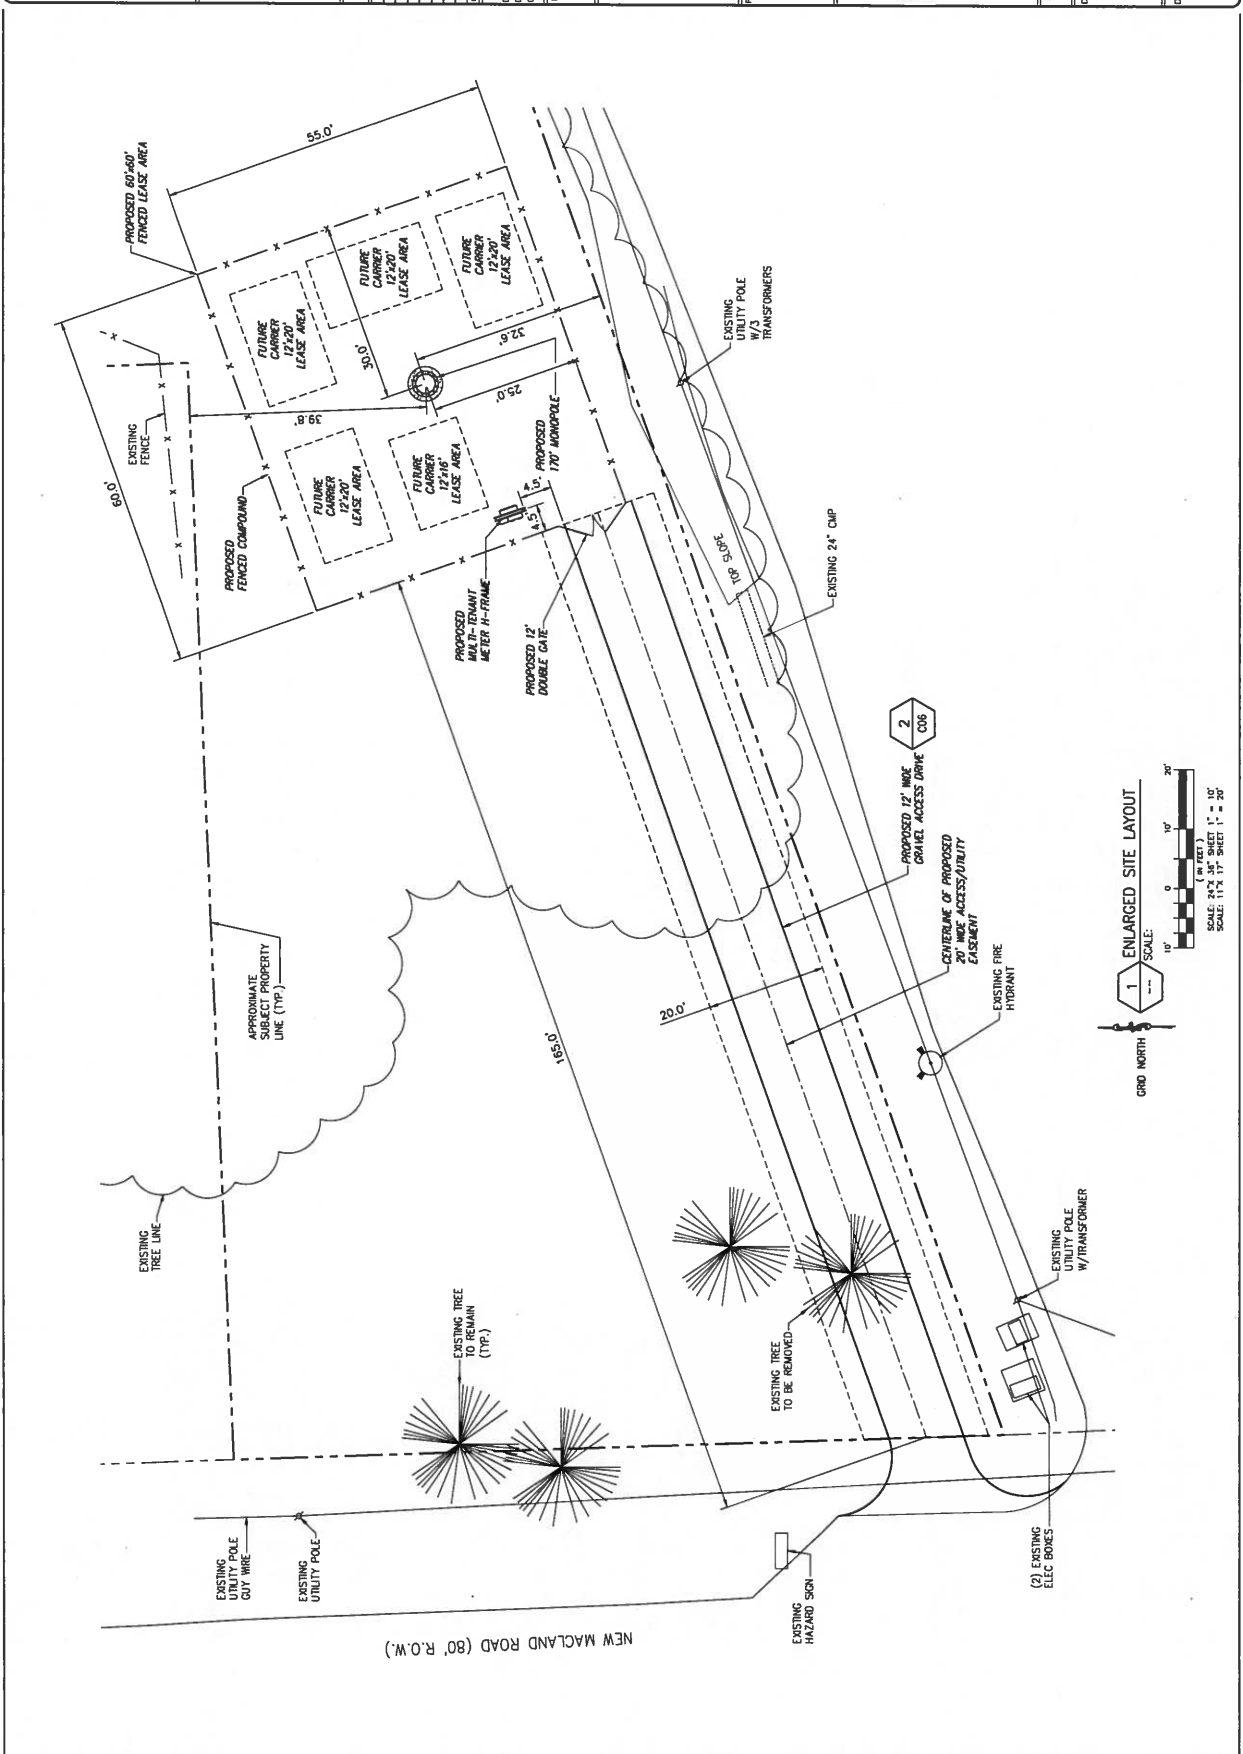 PROPOSED 60'x60'
FENCED LEASE AREA
55.0'
60.0'
EXISTING
FENCE
PROPOSED
FENCED COMPOUND
FUTURE
CARRIER
12'x20'
LEASE AREA
FUTURE
CARRIER
12'x20'
LEASE AREA
FUTURE
CARRIER
12'x20'
LEASE AREA
FUTURE
CARRIER
12'x20'
LEASE AREA
FUTURE
CARRIER
12'x16'
LEASE AREA
30.0'
39.8'
32.6'
25.0'
PROPOSED
170' MONOPOLE
4.5'
PROPOSED
MULTI-TENANT
METER H-FRAME
PROPOSED 12'
DOUBLE GATE
EXISTING
UTILITY POLE
W/3
TRANSFORMERS
TOP SLOPE
EXISTING 24" CMP
2
C06
PROPOSED 12' WIDE
GRAVEL ACCESS DRIVE
CENTERLINE OF PROPOSED
20' WIDE ACCESS/UTILITY
EASEMENT
APPROXIMATE
SUBJECT PROPERTY
LINE (TYP.)
20.0'
165.0'
EXISTING FIRE
HYDRANT
EXISTING
TREE LINE
EXISTING TREE
TO REMAIN
(TYP.)
EXISTING TREE
TO BE REMOVED
EXISTING
UTILITY POLE
W/TRANSFORMER
EXISTING
UTILITY POLE
GUY WIRE
EXISTING
UTILITY POLE
EXISTING
HAZARD SIGN
(2) EXISTING
ELEC BOXES
NEW MACLAND ROAD (80' R.O.W.)
GRID NORTH
1
---
ENLARGED SITE LAYOUT
SCALE:
10' 0 10' 20'
( IN FEET )
SCALE: 24"X 36" SHEET 1" = 10'
SCALE: 11"X 17" SHEET 1" = 20'